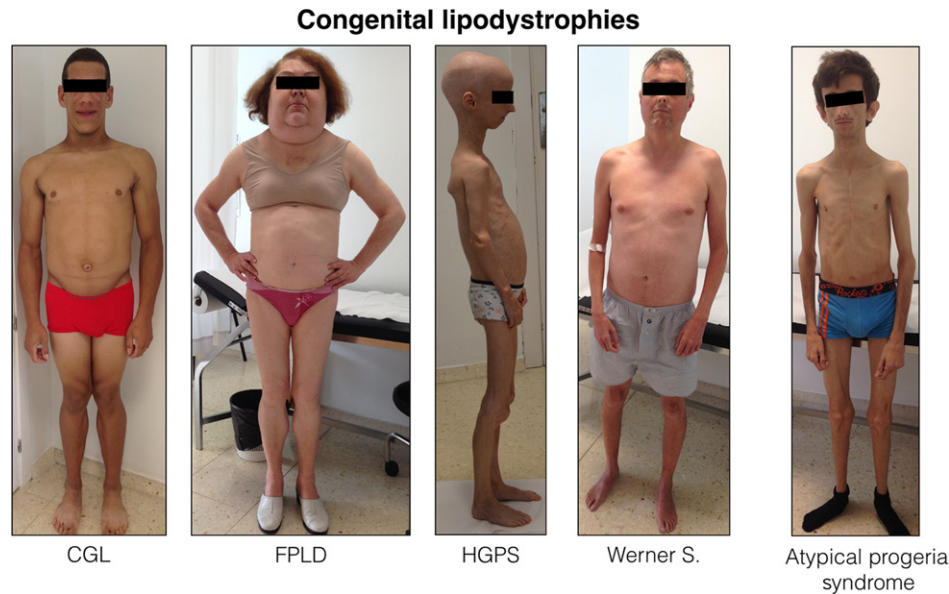 Congenital lipodystrophies
CGL
FPLD
HGPS
Werner S.
Atypical progeria
syndrome